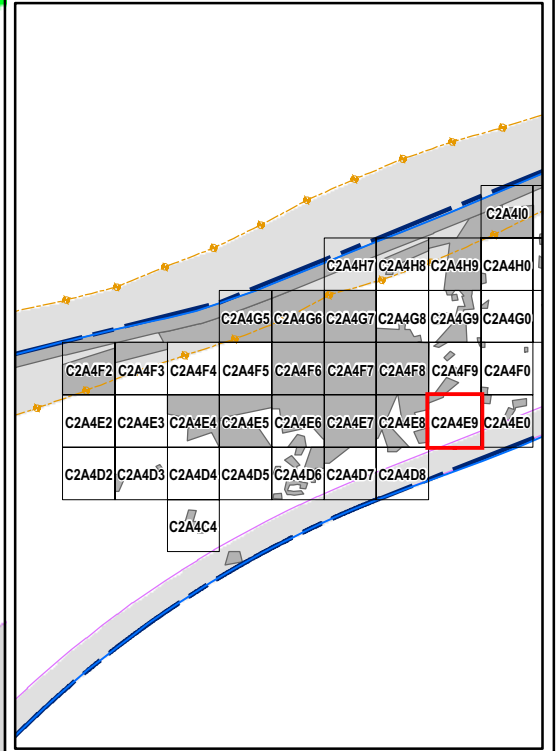 C2A4I0
C2A4H7 C2A4H8 C2A4H9 C2A4H0
C2A4G5 C2A4G6 C2A4G7 C2A4G8 C2A4G9 C2A4G0
C2A4F2 C2A4F3 C2A4F4 C2A4F5 C2A4F6 C2A4F7 C2A4F8 C2A4F9 C2A4F0
C2A4E2 C2A4E3 C2A4E4 C2A4E5 C2A4E6 C2A4E7 C2A4E8 C2A4E9 C2A4E0
C2A4D2 C2A4D3 C2A4D4 C2A4D5 C2A4D6 C2A4D7 C2A4D8
C2A4C4